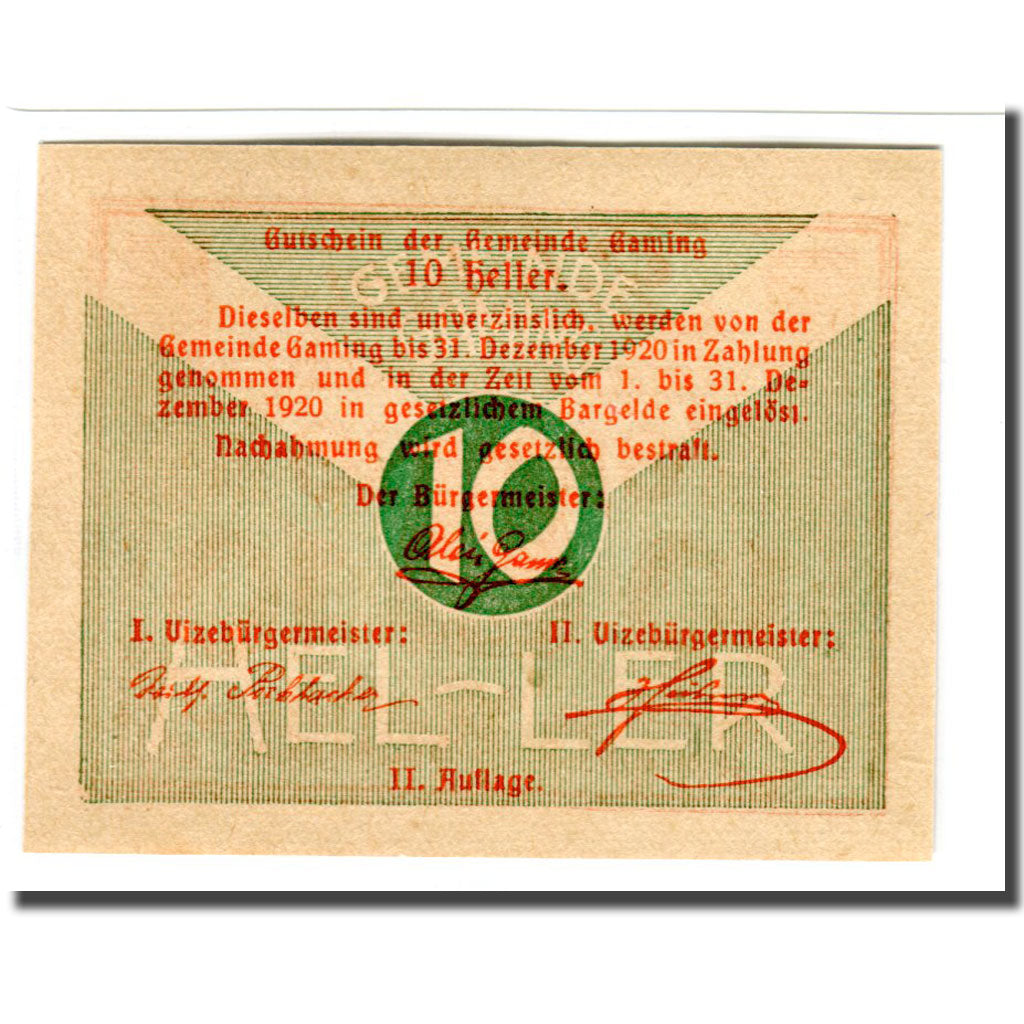 Gutschein der Gemeinde Gaming
10 Heller.
GEMEINDE
GAMING
Dieselben sind unverzinslich, werden von der
Gemeinde Gaming bis 31. Dezember 1920 in Zahlung
genommen und in der Zeit vom 1. bis 31. De-
zember 1920 in gesetzlichem Bargelde eingelöst.
Nachahmung wird gesetzlich bestraft.
10
Der Bürgermeister:
I. Vizebürgermeister: II. Vizebürgermeister:
HEL-LER
II. Auflage.